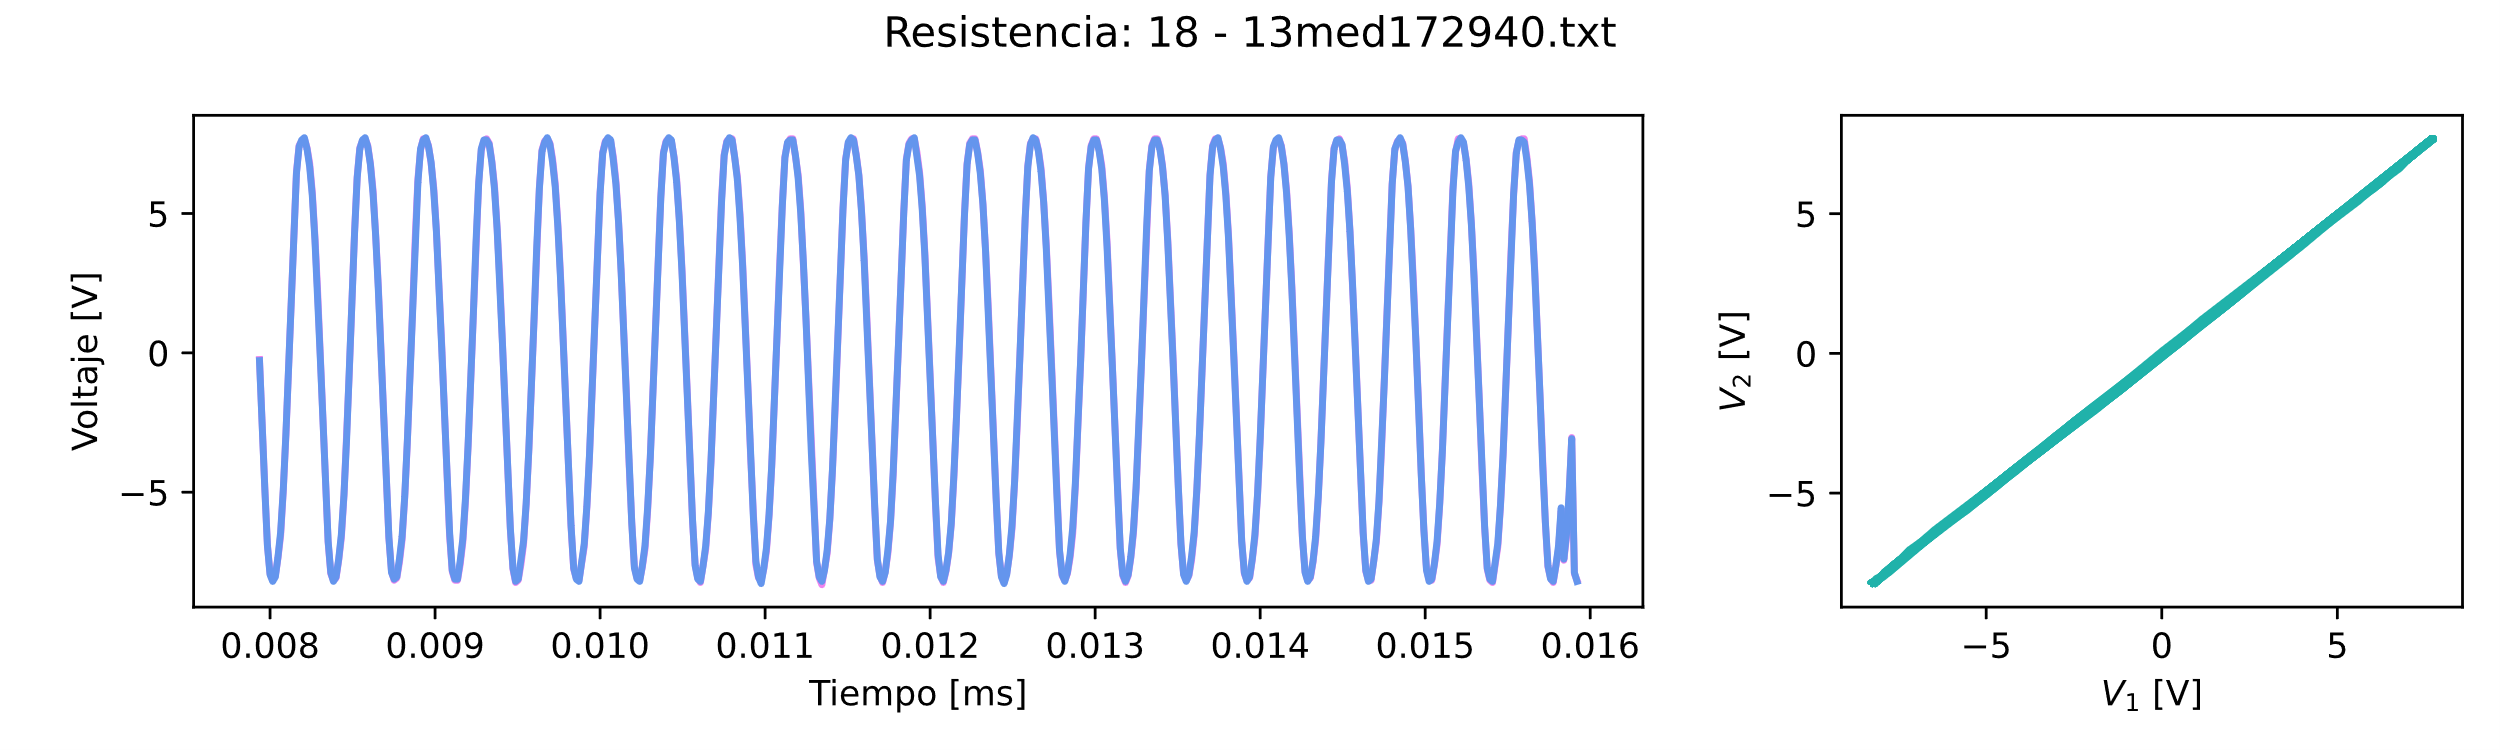 Resistencia: 18 - 13med172940.txt
Voltaje [V]
5
0
−5
0.008 0.009 0.010 0.011 0.012 0.013 0.014 0.015 0.016
Tiempo [ms]
V₂ [V]
5
0
−5
−5 0 5
V₁ [V]